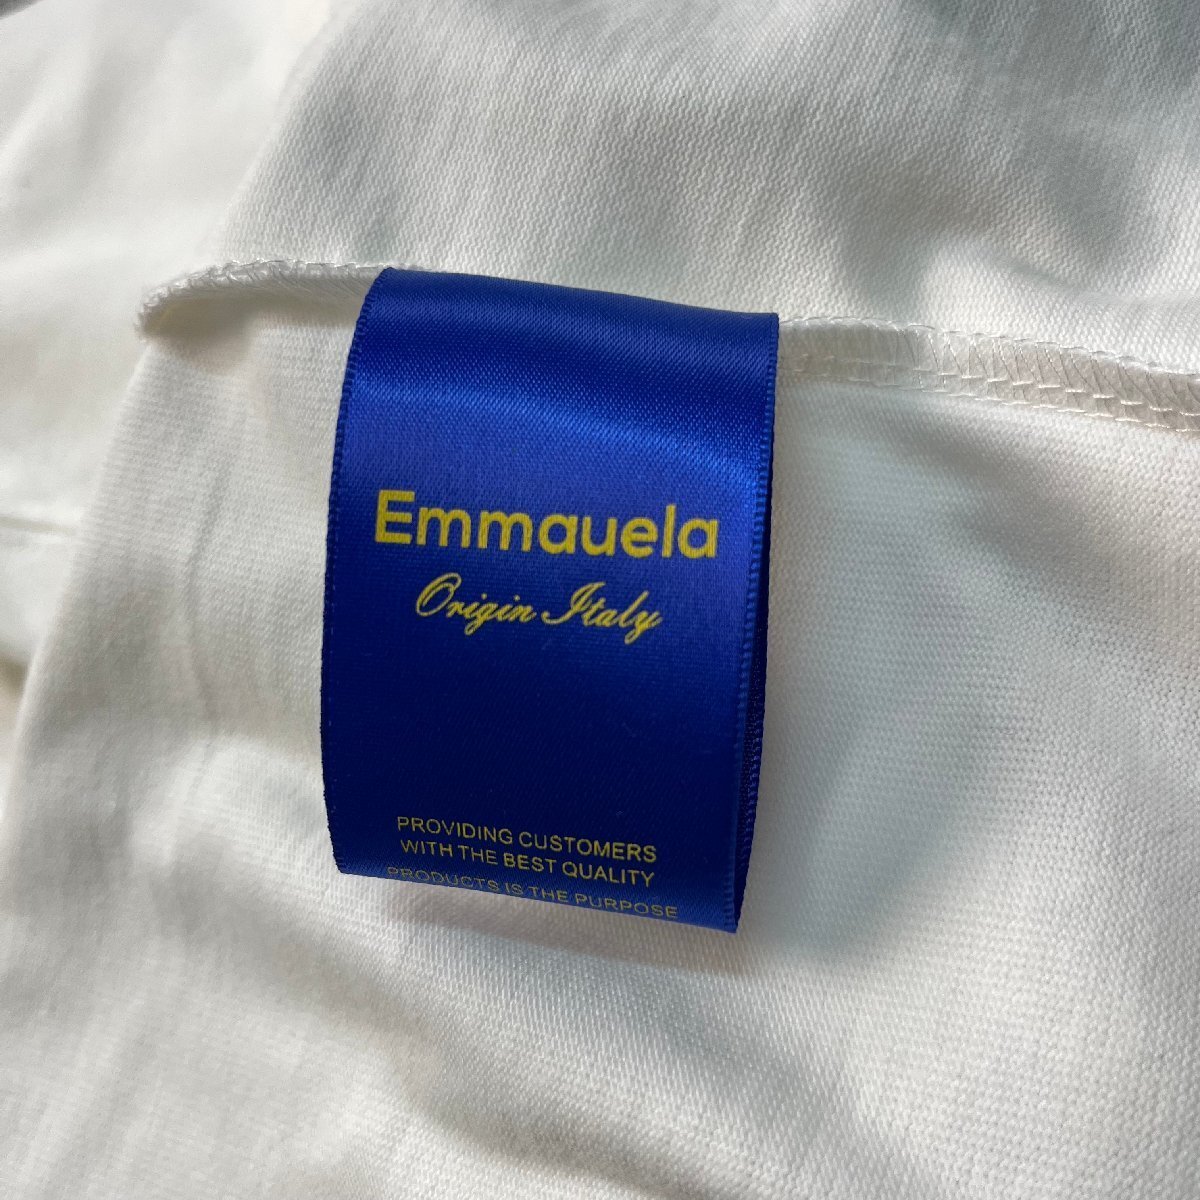 Emmauela
Origin Italy
PROVIDING CUSTOMERS
WITH THE BEST QUALITY
PRODUCTS IS THE PURPOSE